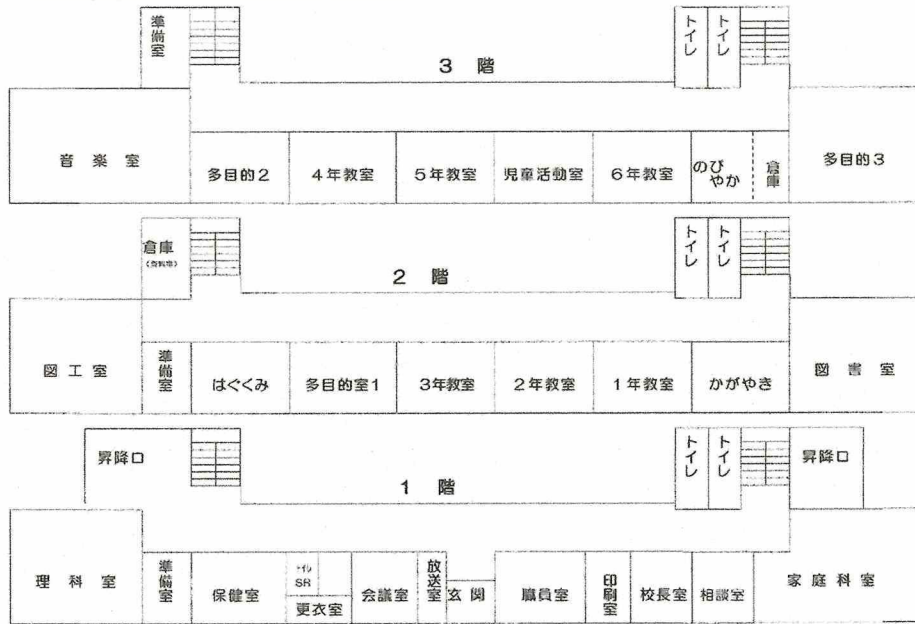 準備室
トイレ
トイレ
3 階
音 楽 室
多目的2
4年教室
5年教室
児童活動室
6年教室
のびやか
倉庫
多目的3
倉庫
トイレ
トイレ
2 階
図 工 室
準備室
はぐくみ
多目的室1
3年教室
2年教室
1年教室
かがやき
図 書 室
昇降口
トイレ
トイレ
昇降口
1 階
理 科 室
準備室
保健室
トイレ
SR
更衣室
会議室
放送室
玄 関
職員室
印刷室
校長室
相談室
家 庭 科 室